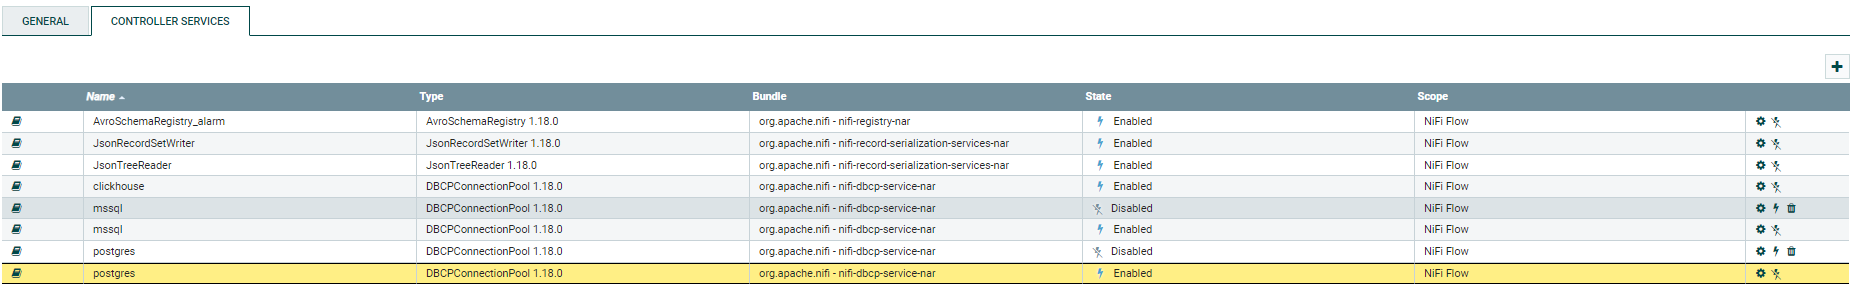 GENERAL CONTROLLER SERVICES
Name Type Bundle State Scope
AvroSchemaRegistry_alarm AvroSchemaRegistry 1.18.0 org.apache.nifi - nifi-registry-nar Enabled NiFi Flow
JsonRecordSetWriter JsonRecordSetWriter 1.18.0 org.apache.nifi - nifi-record-serialization-services-nar Enabled NiFi Flow
JsonTreeReader JsonTreeReader 1.18.0 org.apache.nifi - nifi-record-serialization-services-nar Enabled NiFi Flow
clickhouse DBCPConnectionPool 1.18.0 org.apache.nifi - nifi-dbcp-service-nar Enabled NiFi Flow
mssql DBCPConnectionPool 1.18.0 org.apache.nifi - nifi-dbcp-service-nar Disabled NiFi Flow
mssql DBCPConnectionPool 1.18.0 org.apache.nifi - nifi-dbcp-service-nar Enabled NiFi Flow
postgres DBCPConnectionPool 1.18.0 org.apache.nifi - nifi-dbcp-service-nar Disabled NiFi Flow
postgres DBCPConnectionPool 1.18.0 org.apache.nifi - nifi-dbcp-service-nar Enabled NiFi Flow